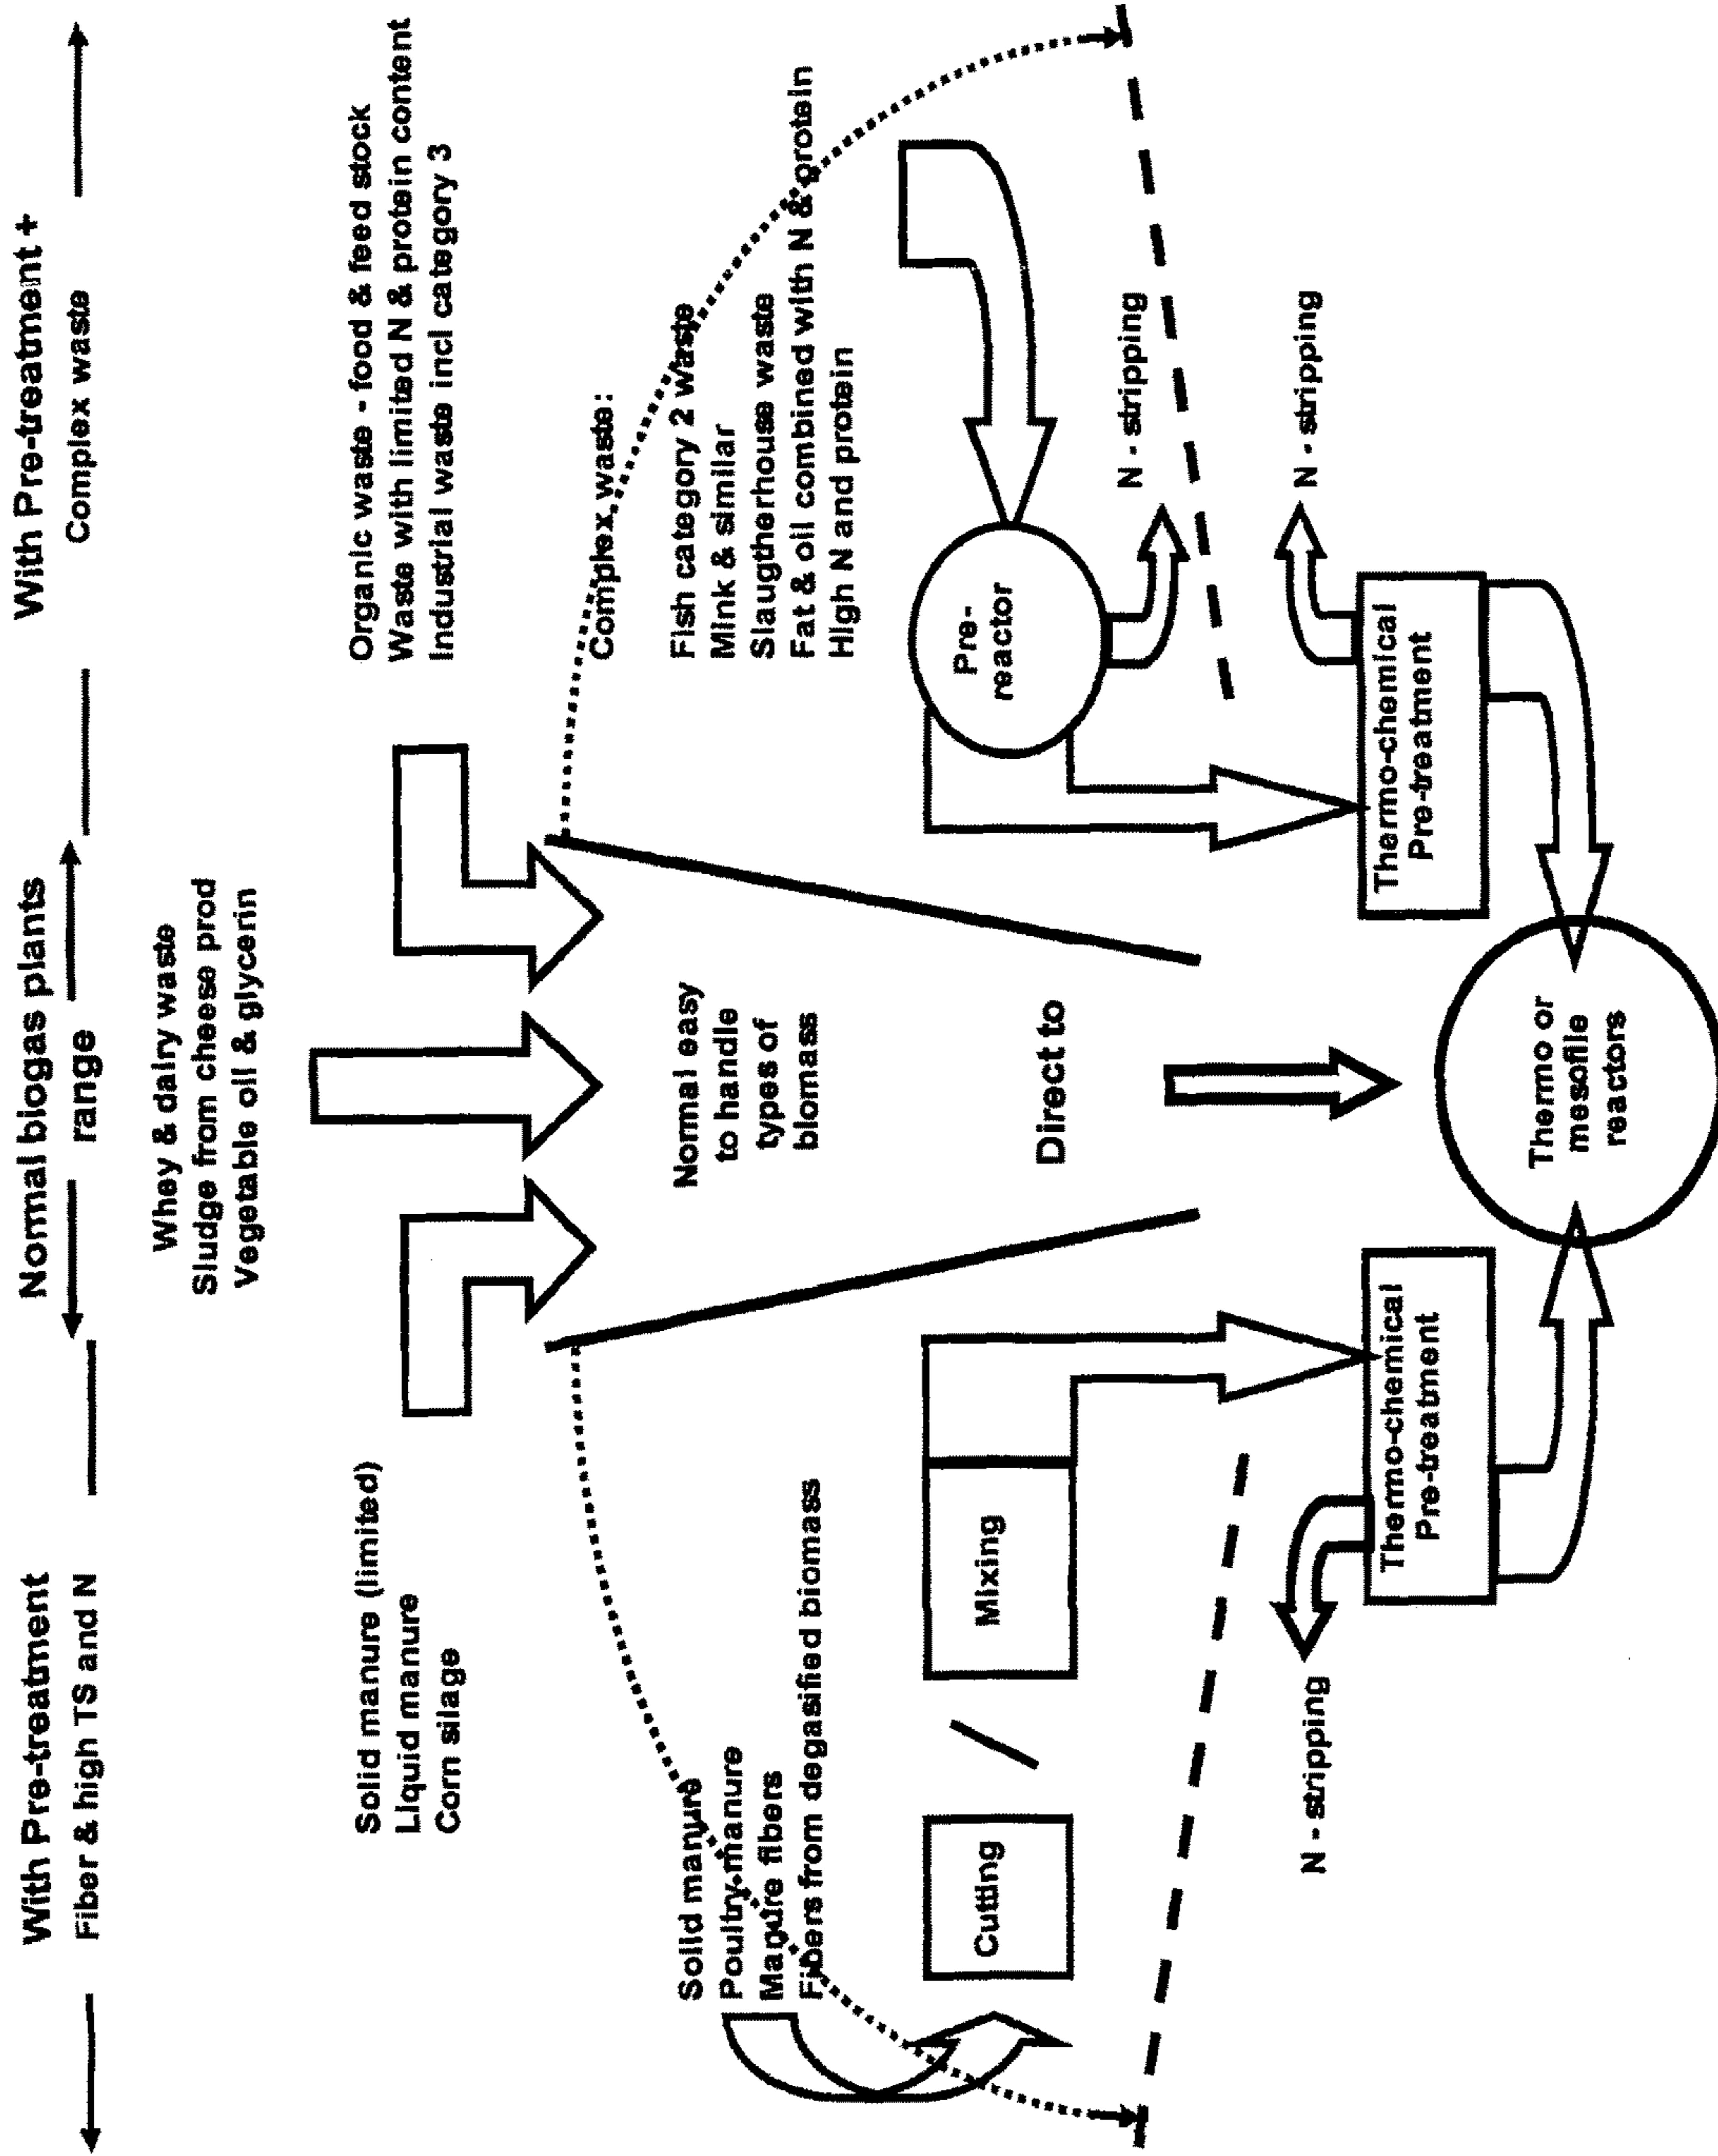 With Pre-treatment
Fiber & high TS and N
Normal biogas plants
range
With Pre-treatment +
Complex waste
Whey & dairy waste
Sludge from cheese prod
Vegetable oil & glycerin
Solid manure (limited)
Liquid manure
Corn silage
Organic waste - food & feed stock
Waste with limited N & protein content
Industrial waste incl category 3
Solid manure
Poultry manure
Manure fibers
Fibers from degasified biomass
Normal easy
to handle
types of
biomass
Complex waste:
Fish category 2 waste
Mink & similar
Slaugtherhouse waste
Fat & oil combined with N & protein
High N and protein
Cutting
/
Mixing
Direct to
Pre-
reactor
N - stripping
N - stripping
N - stripping
Thermo-chemical
Pre-treatment
Thermo or
mesofile
reactors
Thermo-chemical
Pre-treatment